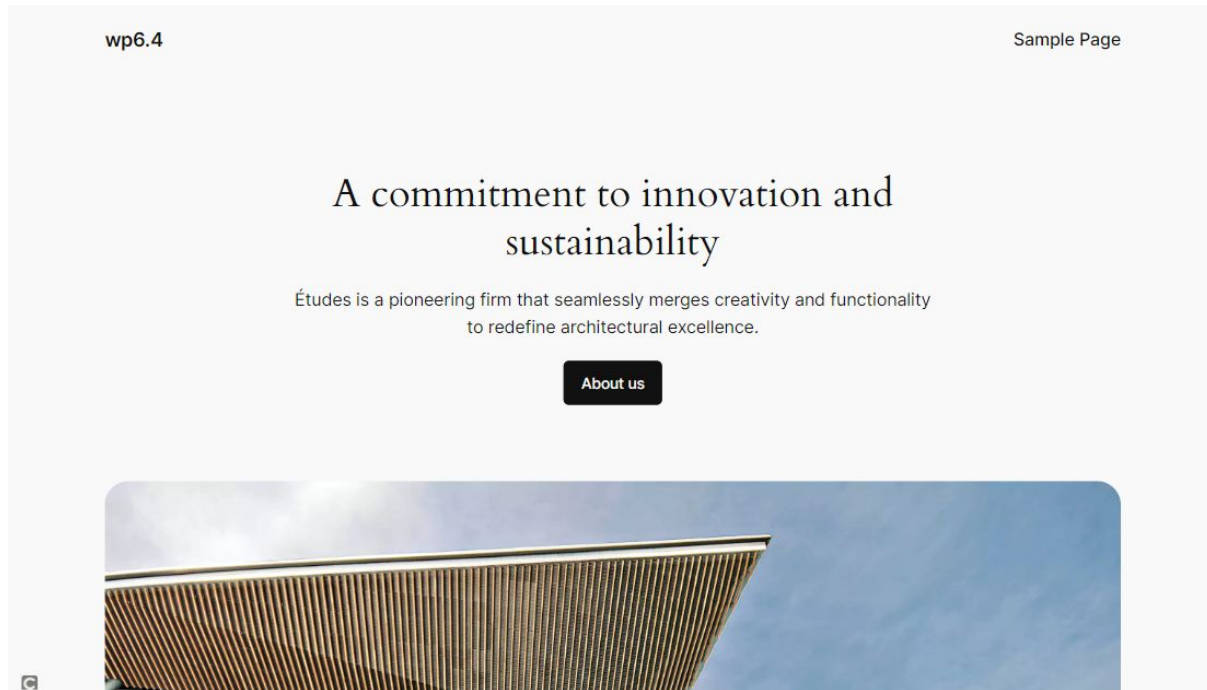 wp6.4
Sample Page
A commitment to innovation and
sustainability
Études is a pioneering firm that seamlessly merges creativity and functionality
to redefine architectural excellence.
About us